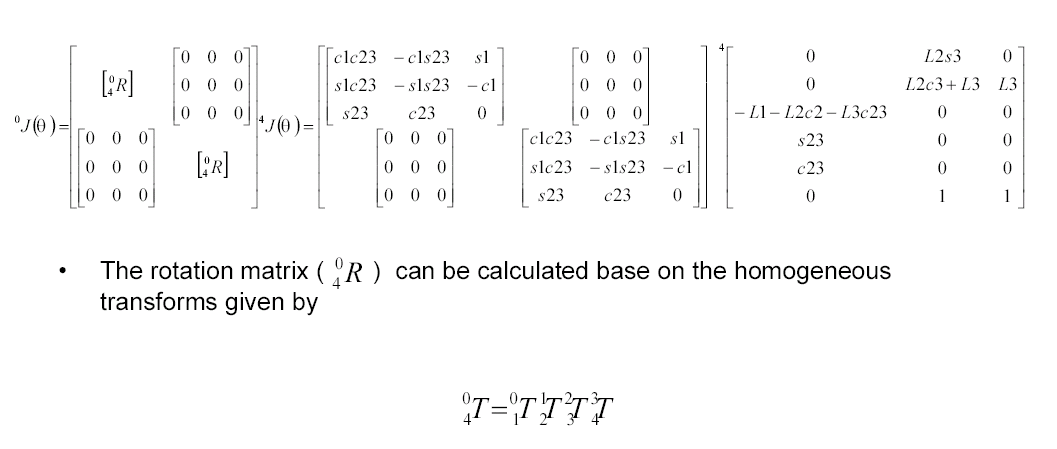 ⁰J(θ)=[[⁰₄R] [0 0 0; 0 0 0; 0 0 0]; [0 0 0; 0 0 0; 0 0 0] [⁰₄R]] ⁴J(θ)=[[c1c23 −c1s23 s1; s1c23 −s1s23 −c1; s23 c23 0] [0 0 0; 0 0 0; 0 0 0]; [0 0 0; 0 0 0; 0 0 0] [c1c23 −c1s23 s1; s1c23 −s1s23 −c1; s23 c23 0]] ⁴[0 L2s3 0; 0 L2c3+L3 L3; −L1−L2c2−L3c23 0 0; s23 0 0; c23 0 0; 0 1 1]
• The rotation matrix ( ⁰₄R ) can be calculated base on the homogeneous
transforms given by
⁰₄T=⁰₁T¹₂T²₃T³₄T